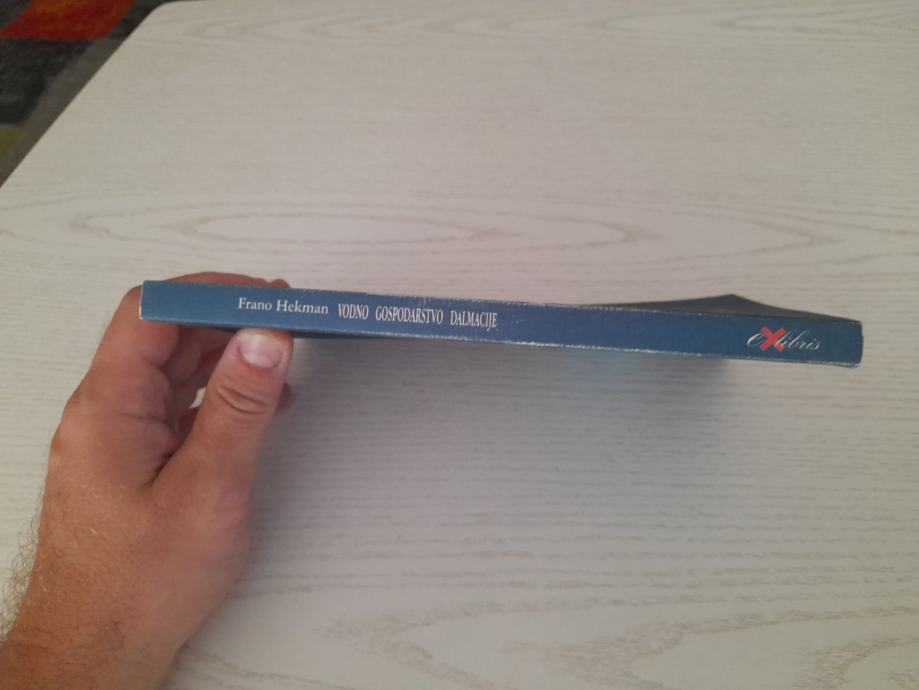 Frano Hekman VODNO GOSPODARSTVO DALMACIJE
eXlibris